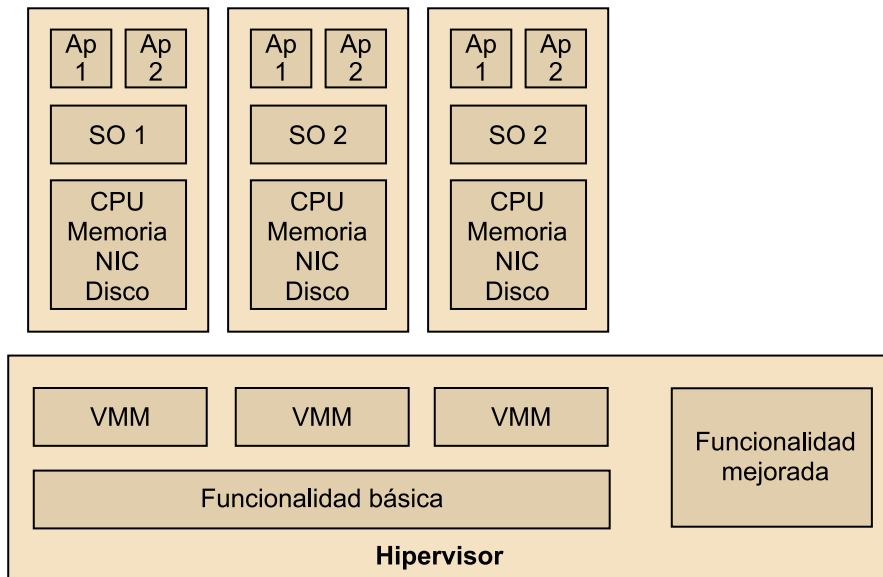 Ap
1
Ap
2
SO 1
CPU
Memoria
NIC
Disco
Ap
1
Ap
2
SO 2
CPU
Memoria
NIC
Disco
Ap
1
Ap
2
SO 2
CPU
Memoria
NIC
Disco
VMM
VMM
VMM
Funcionalidad básica
Funcionalidad
mejorada
Hipervisor